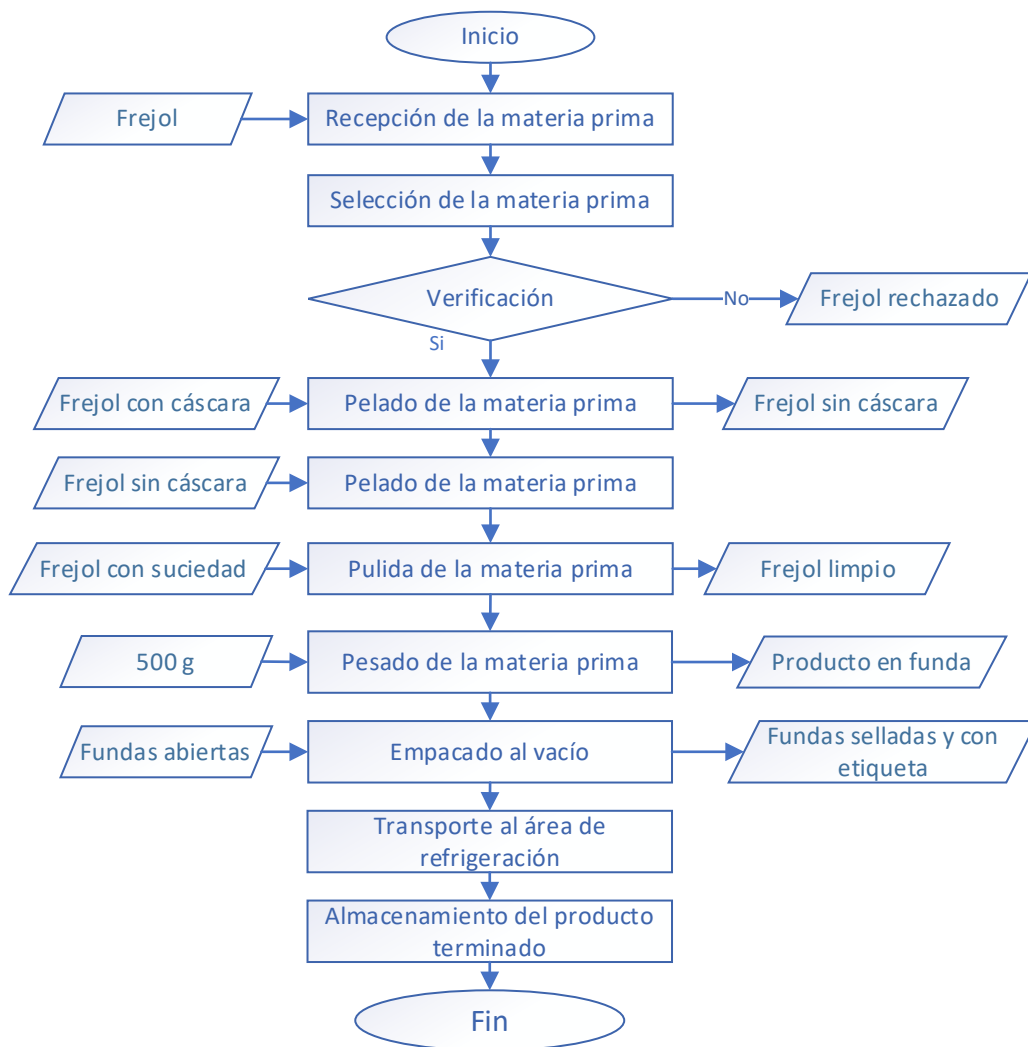 Inicio
Frejol
Recepción de la materia prima
Selección de la materia prima
Verificación
No
Frejol rechazado
Si
Frejol con cáscara
Pelado de la materia prima
Frejol sin cáscara
Frejol sin cáscara
Pelado de la materia prima
Frejol con suciedad
Pulida de la materia prima
Frejol limpio
500 g
Pesado de la materia prima
Producto en funda
Fundas abiertas
Empacado al vacío
Fundas selladas y con
etiqueta
Transporte al área de
refrigeración
Almacenamiento del producto
terminado
Fin